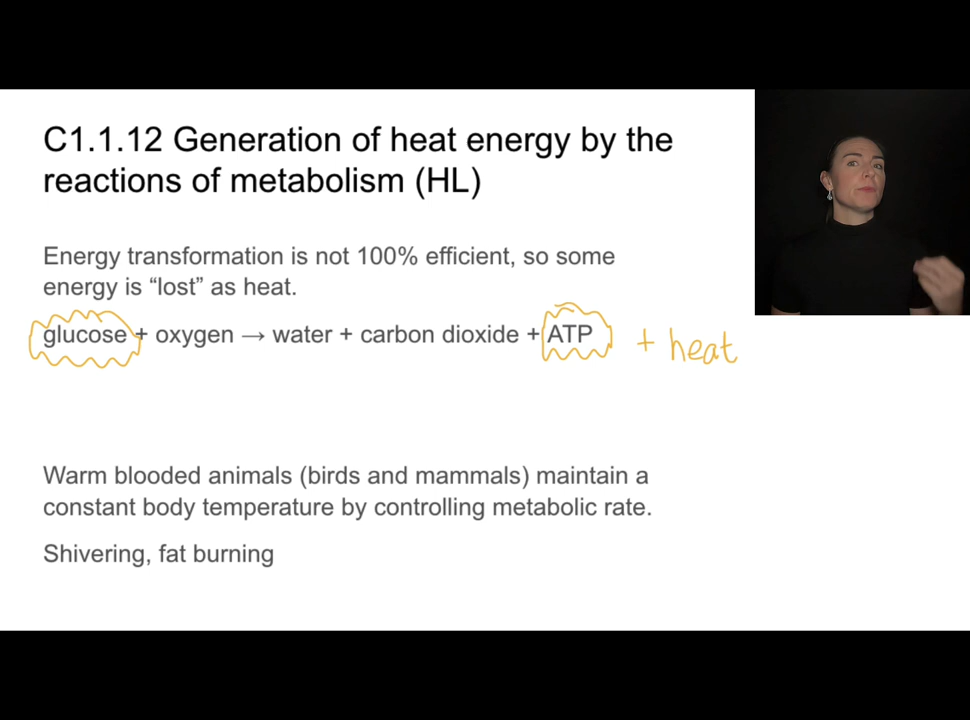 C1.1.12 Generation of heat energy by the
reactions of metabolism (HL)
Energy transformation is not 100% efficient, so some
energy is “lost” as heat.
glucose + oxygen → water + carbon dioxide + ATP + heat
Warm blooded animals (birds and mammals) maintain a
constant body temperature by controlling metabolic rate.
Shivering, fat burning